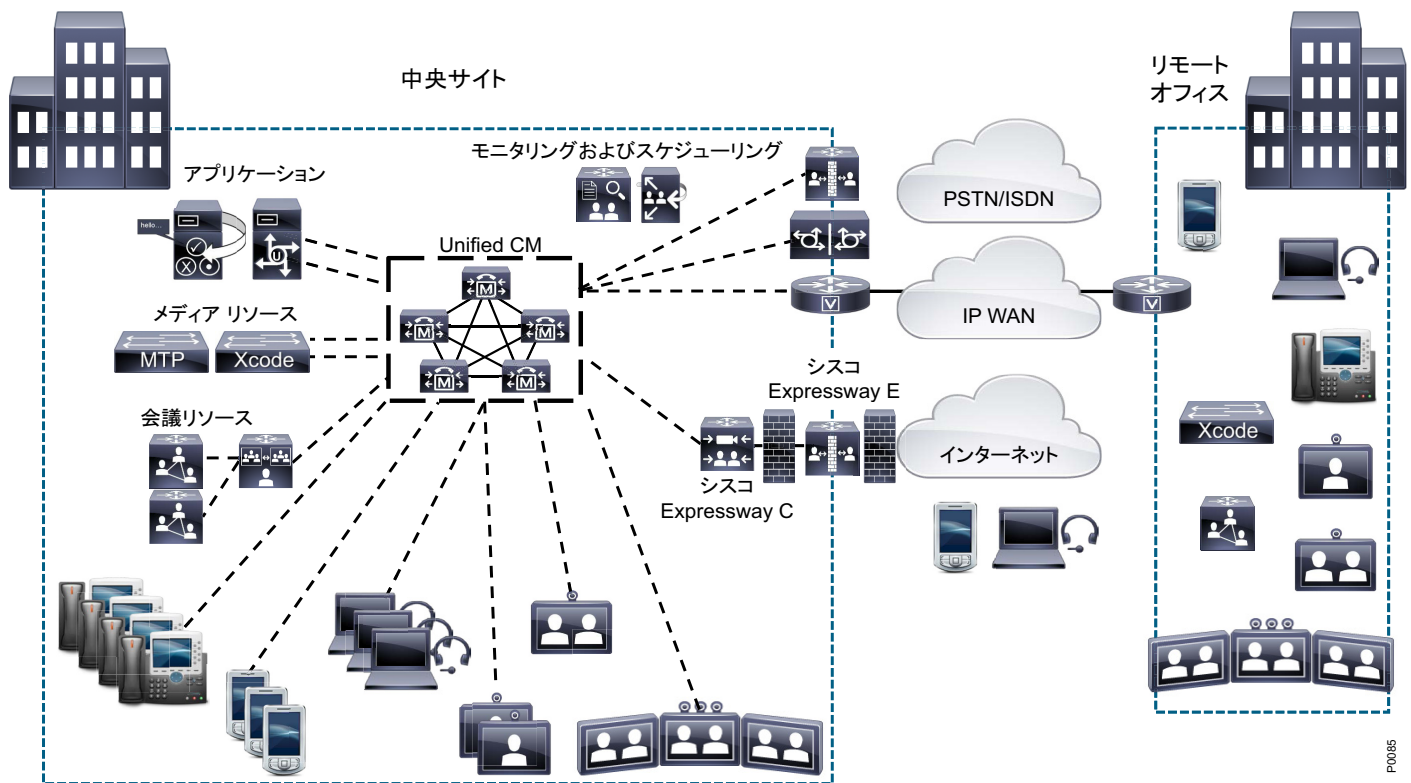 中央サイト
リモート
オフィス
モニタリングおよびスケジューリング
アプリケーション
hello...
U
PSTN/ISDN
Unified CM
M
M
M
M
M
V
IP WAN
V
メディア リソース
MTP
Xcode
シスコ
Expressway E
会議リソース
インターネット
シスコ
Expressway C
Xcode
P0085